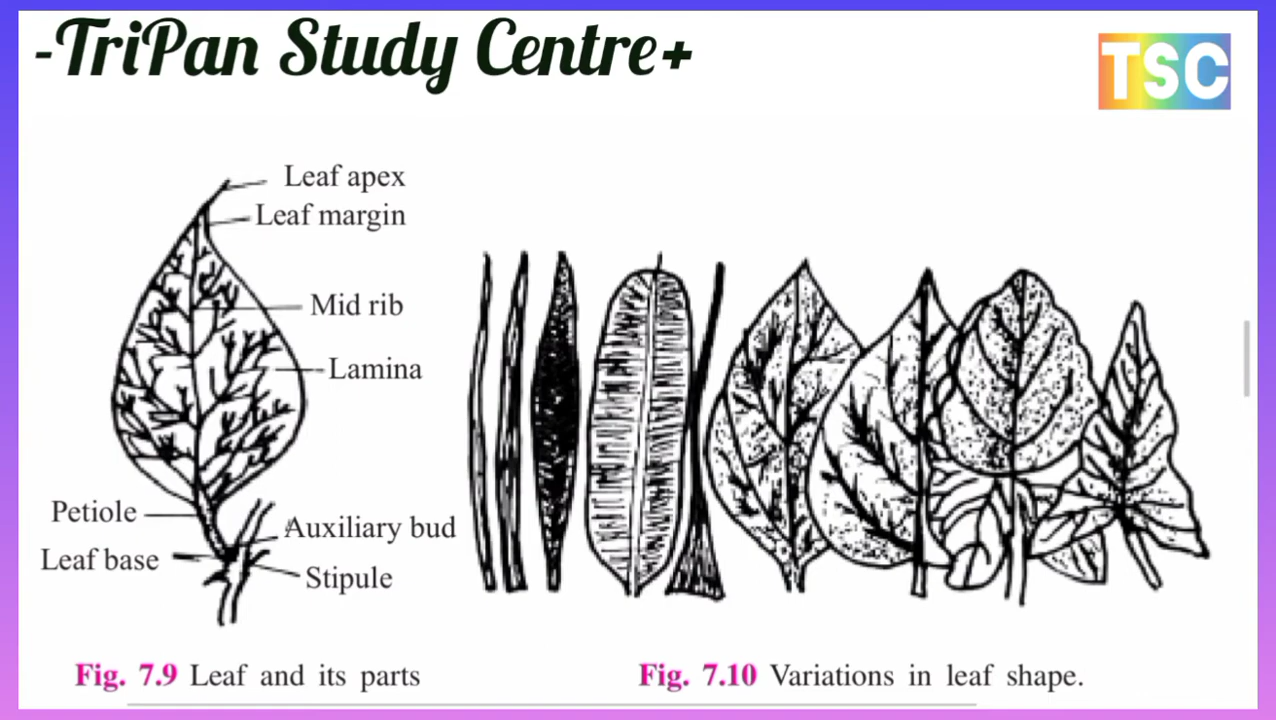 -TriPan Study Centre+
TSC
Leaf apex
Leaf margin
Mid rib
Lamina
Petiole
Auxiliary bud
Leaf base
Stipule
Fig. 7.9 Leaf and its parts
Fig. 7.10 Variations in leaf shape.